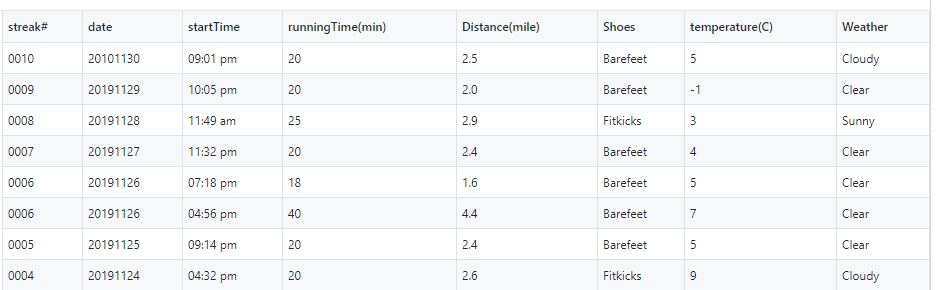 streak# date startTime runningTime(min) Distance(mile) Shoes temperature(C) Weather
0010 20101130 09:01 pm 20 2.5 Barefeet 5 Cloudy
0009 20191129 10:05 pm 20 2.0 Barefeet -1 Clear
0008 20191128 11:49 am 25 2.9 Fitkicks 3 Sunny
0007 20191127 11:32 pm 20 2.4 Barefeet 4 Clear
0006 20191126 07:18 pm 18 1.6 Barefeet 5 Clear
0006 20191126 04:56 pm 40 4.4 Barefeet 7 Clear
0005 20191125 09:14 pm 20 2.4 Barefeet 5 Clear
0004 20191124 04:32 pm 20 2.6 Fitkicks 9 Cloudy